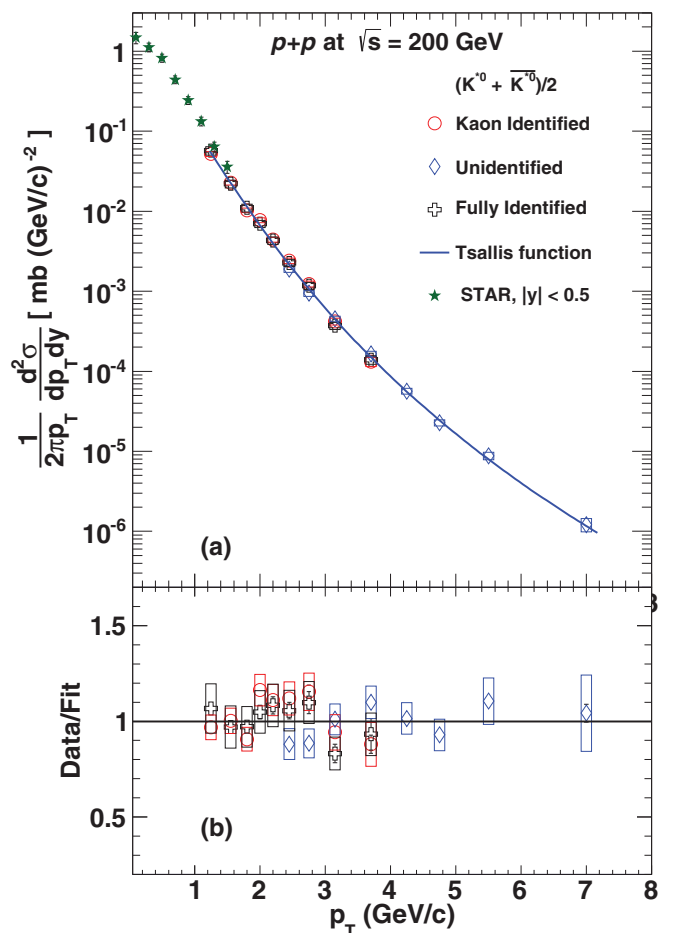 p+p at √s = 200 GeV
(K*0 + K*0)/2
Kaon Identified
Unidentified
Fully Identified
Tsallis function
STAR, |y| < 0.5
1/2πpT d²σ/dpTdy [ mb (GeV/c)-2 ]
1
10-1
10-2
10-3
10-4
10-5
10-6
(a)
1.5
1
0.5
Data/Fit
(b)
1 2 3 4 5 6 7 8
pT (GeV/c)